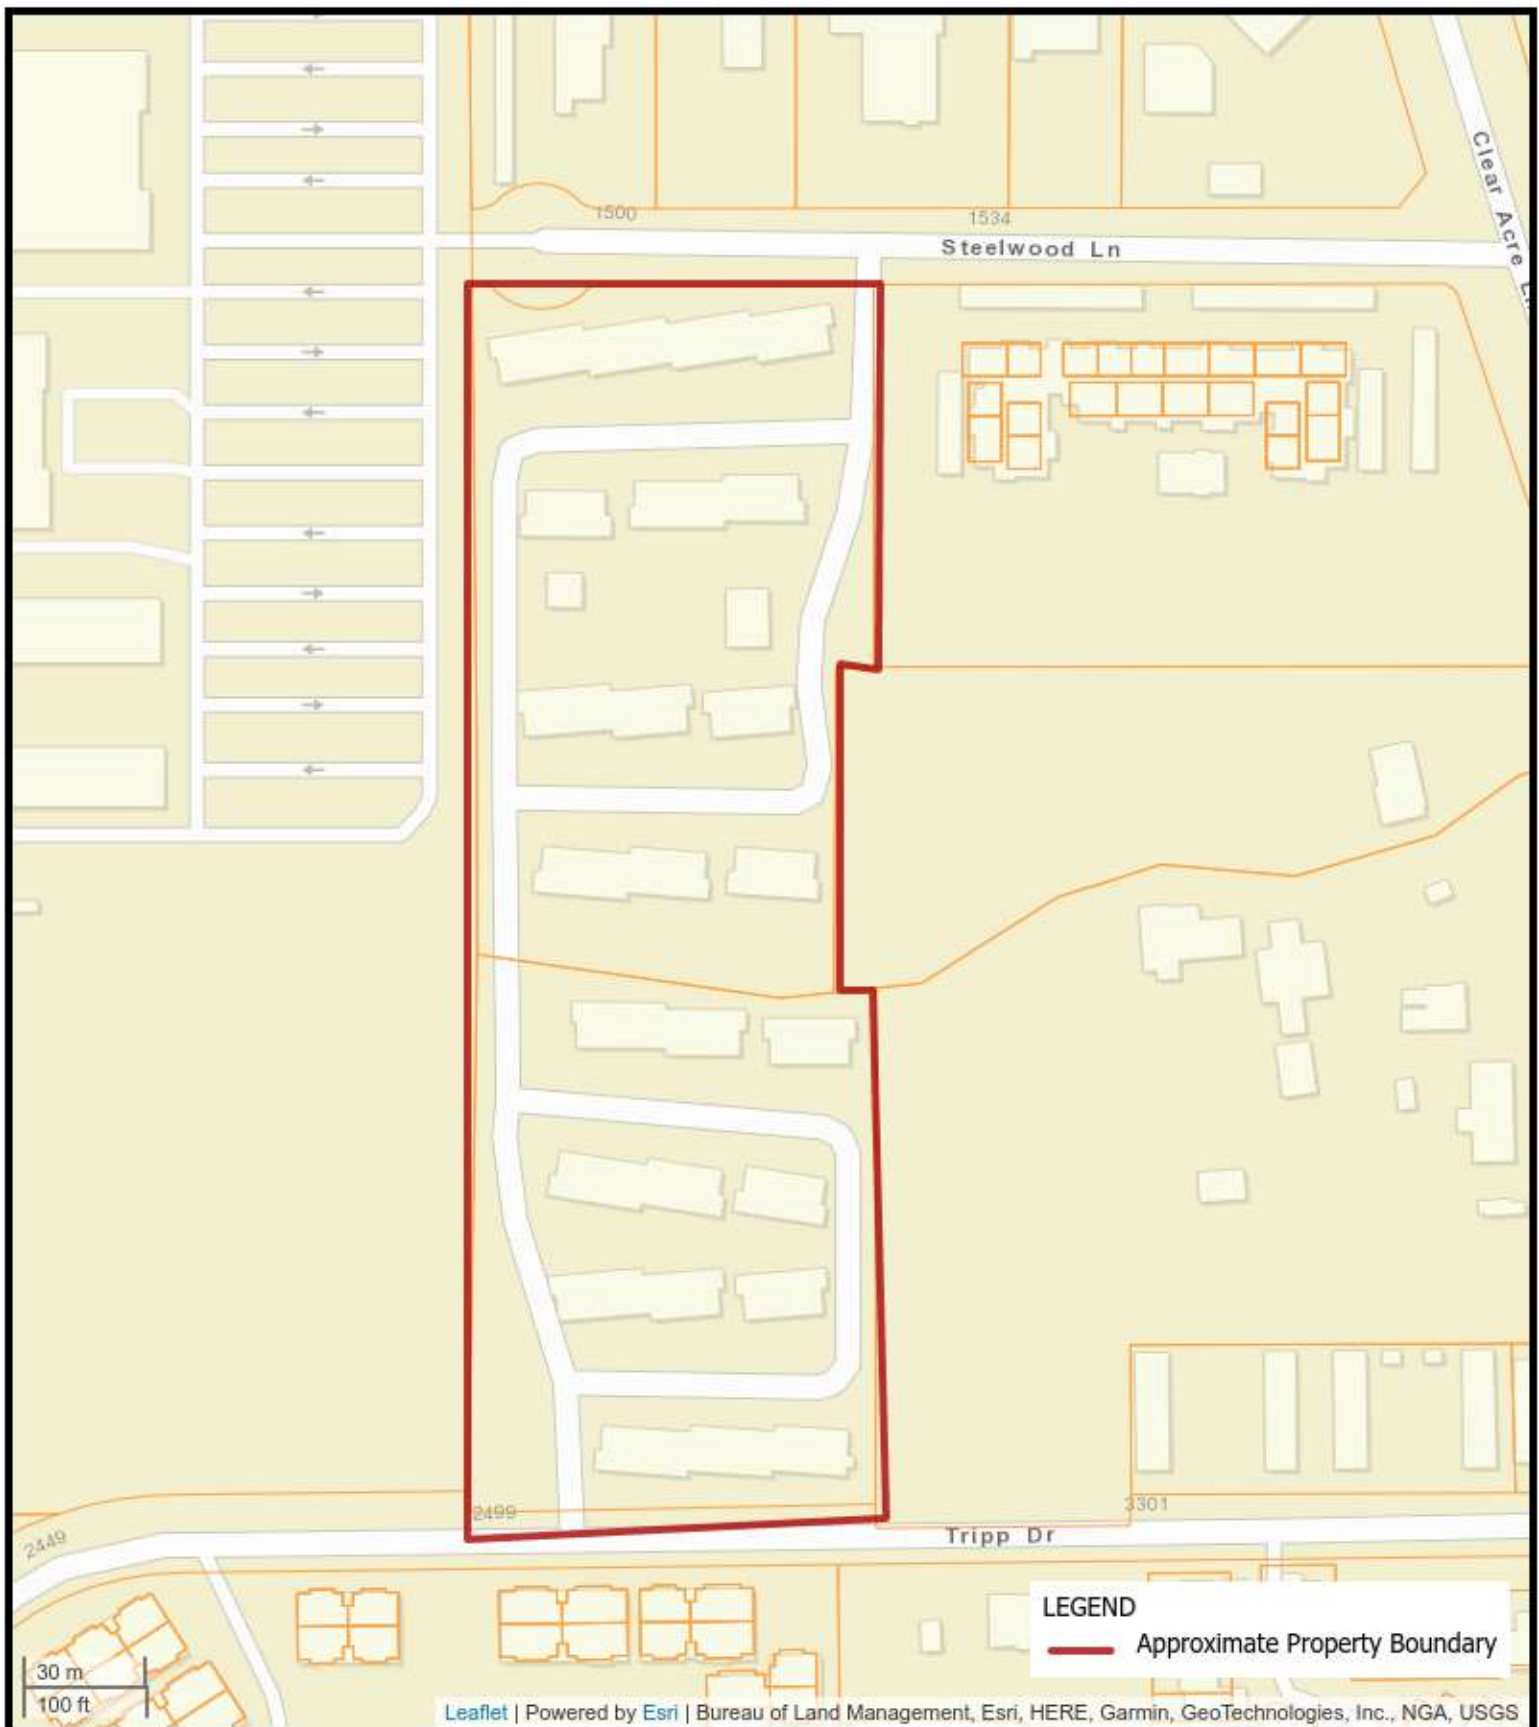 1500
1534
Clear Acre L
Steelwood Ln
2499
3301
2449
Tripp Dr
LEGEND
Approximate Property Boundary
30 m
100 ft
Leaflet | Powered by Esri | Bureau of Land Management, Esri, HERE, Garmin, GeoTechnologies, Inc., NGA, USGS